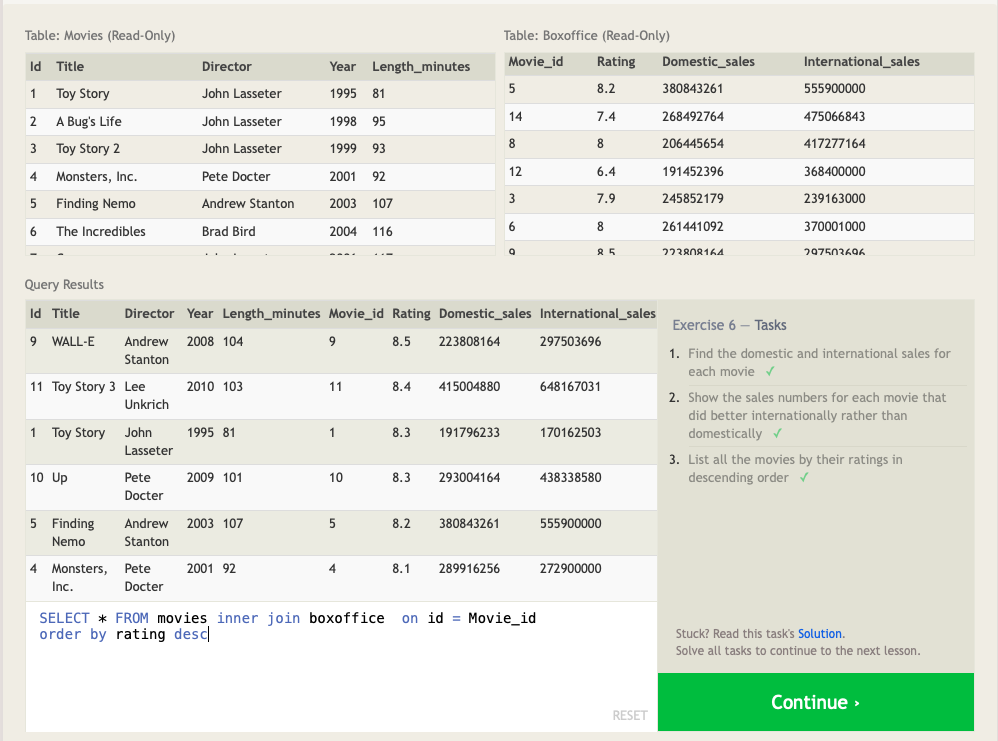 Table: Movies (Read-Only)
Id Title Director Year Length_minutes
1 Toy Story John Lasseter 1995 81
2 A Bug's Life John Lasseter 1998 95
3 Toy Story 2 John Lasseter 1999 93
4 Monsters, Inc. Pete Docter 2001 92
5 Finding Nemo Andrew Stanton 2003 107
6 The Incredibles Brad Bird 2004 116
Table: Boxoffice (Read-Only)
Movie_id Rating Domestic_sales International_sales
5 8.2 380843261 555900000
14 7.4 268492764 475066843
8 8 206445654 417277164
12 6.4 191452396 368400000
3 7.9 245852179 239163000
6 8 261441092 370001000
9 8.5 223808164 297503696
Query Results
Id Title Director Year Length_minutes Movie_id Rating Domestic_sales International_sales
9 WALL-E Andrew Stanton 2008 104 9 8.5 223808164 297503696
11 Toy Story 3 Lee Unkrich 2010 103 11 8.4 415004880 648167031
1 Toy Story John Lasseter 1995 81 1 8.3 191796233 170162503
10 Up Pete Docter 2009 101 10 8.3 293004164 438338580
5 Finding Nemo Andrew Stanton 2003 107 5 8.2 380843261 555900000
4 Monsters, Inc. Pete Docter 2001 92 4 8.1 289916256 272900000
SELECT * FROM movies inner join boxoffice  on id = Movie_id
order by rating desc
RESET
Exercise 6 — Tasks
1. Find the domestic and international sales for
each movie ✓
2. Show the sales numbers for each movie that
did better internationally rather than
domestically ✓
3. List all the movies by their ratings in
descending order ✓
Stuck? Read this task's Solution.
Solve all tasks to continue to the next lesson.
Continue ›